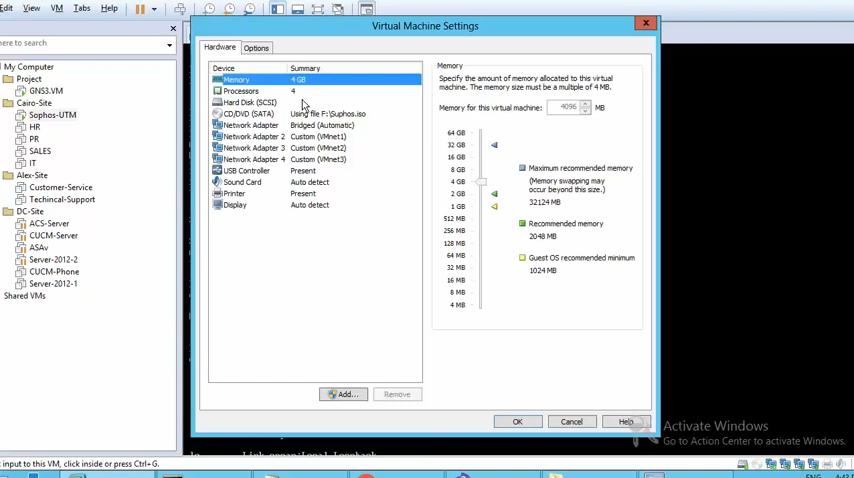 Edit View VM Tabs Help
here to search
My Computer
Project
GNS3.VM
Cairo-Site
Sophos-UTM
HR
PR
SALES
IT
Alex-Site
Customer-Service
Techinical-Support
DC-Site
ACS-Server
CUCM-Server
ASAv
Server-2012-2
CUCM-Phone
Server-2012-1
Shared VMs
input to this VM, click inside or press Ctrl+G.
Virtual Machine Settings
Hardware Options
Device Summary
Memory 4 GB
Processors 4
Hard Disk (SCSI)
CD/DVD (SATA) Using file F:\Suphos.iso
Network Adapter Bridged (Automatic)
Network Adapter 2 Custom (VMnet1)
Network Adapter 3 Custom (VMnet2)
Network Adapter 4 Custom (VMnet3)
USB Controller Present
Sound Card Auto detect
Printer Present
Display Auto detect
Add... Remove
Memory
Specify the amount of memory allocated to this virtual
machine. The memory size must be a multiple of 4 MB.
Memory for this virtual machine: 4096 MB
64 GB
32 GB
16 GB
8 GB
4 GB
2 GB
1 GB
512 MB
256 MB
128 MB
64 MB
32 MB
16 MB
8 MB
4 MB
Maximum recommended memory
(Memory swapping may
occur beyond this size.)
32124 MB
Recommended memory
2048 MB
Guest OS recommended minimum
1024 MB
OK Cancel Help
Activate Windows
Go to Action Center to activate Windows.